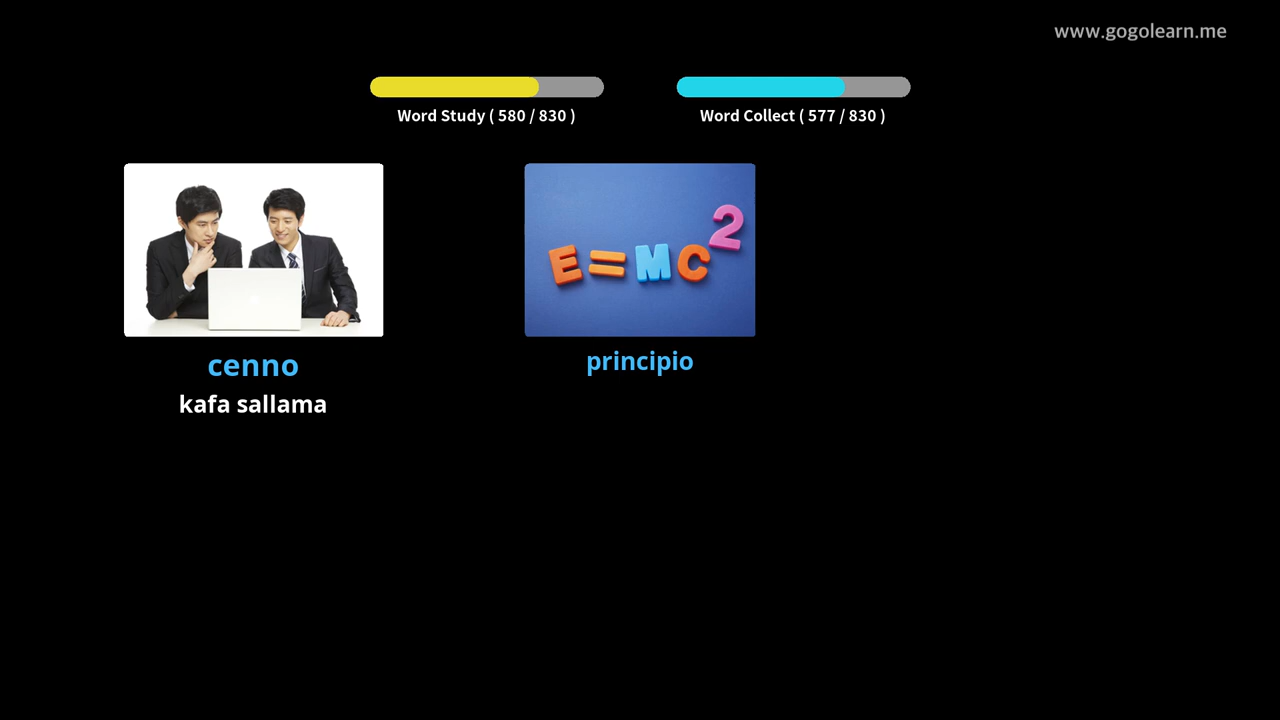 www.gogolearn.me
Word Study ( 580 / 830 )
Word Collect ( 577 / 830 )
E=MC2
cenno
principio
kafa sallama